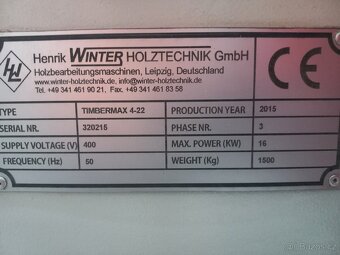 Henrik WINTER HOLZTECHNIK GmbH
Holzbearbeitungsmaschinen, Leipzig, Deutschland
www.winter-holztechnik.de info@winter-holztechnik.de
Tel. +49 341 461 90 21, Fax. +49 341 461 83 58
HW
CE
TYPE TIMBERMAX 4-22 PRODUCTION YEAR 2015
SERIAL NR. 320215 PHASE NR. 3
SUPPLY VOLTAGE (V) 400 MAX. POWER (KW) 16
FREQUENCY (Hz) 50 WEIGHT (Kg) 1500